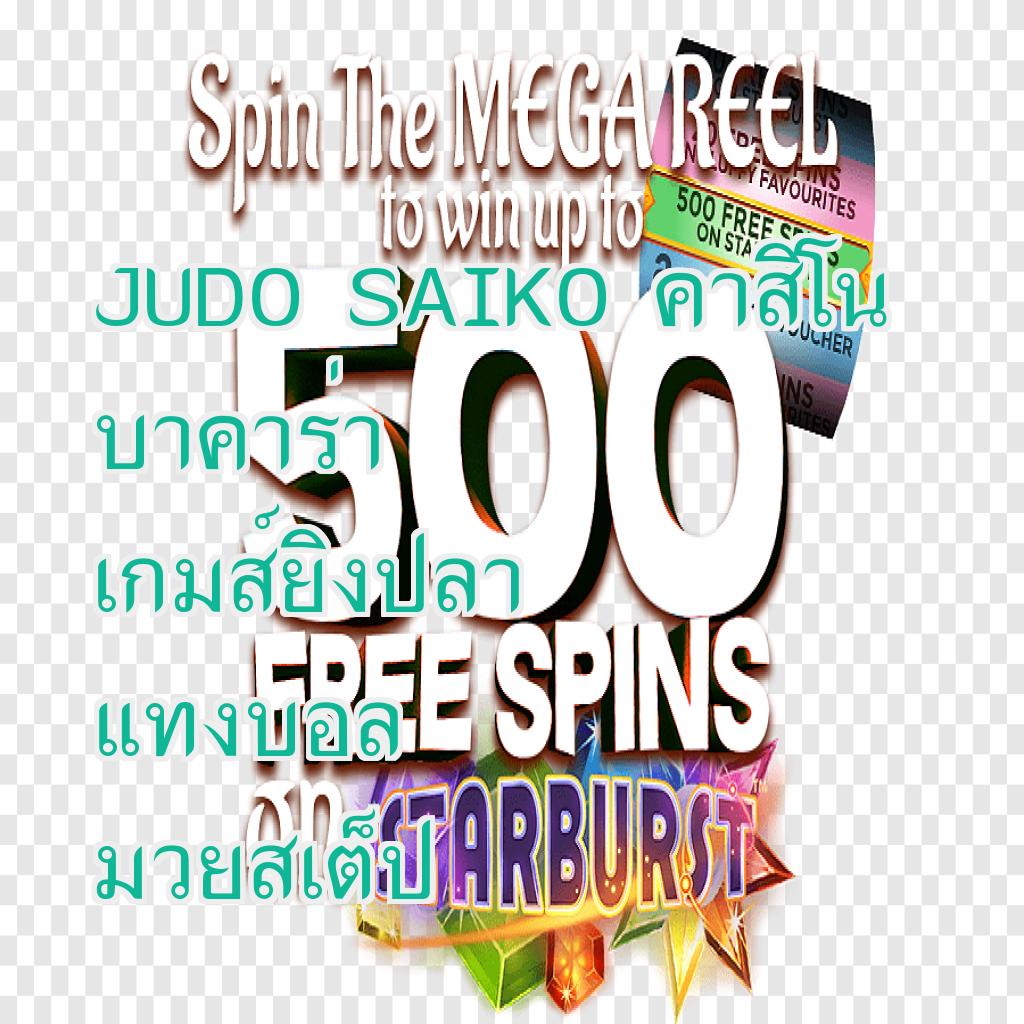 Spin The MEGA REEL
to win up to
500 FREE
ON
JUDO SAIKO คาสิโน
500
บาคาร่า
เกมส์ยิงปลา
FREE SPINS
แทงบอล
on STARBURST™
มวยสเต็ป